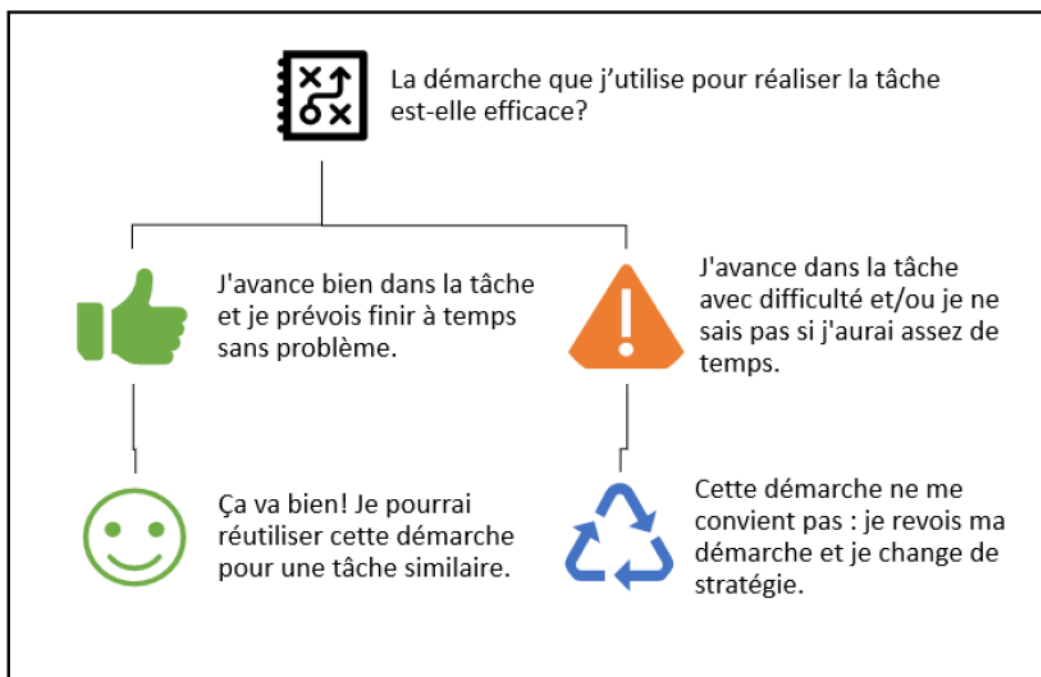 La démarche que j’utilise pour réaliser la tâche
est-elle efficace?
J'avance bien dans la tâche
et je prévois finir à temps
sans problème.
J'avance dans la tâche
avec difficulté et/ou je ne
sais pas si j'aurai assez de
temps.
Ça va bien! Je pourrai
réutiliser cette démarche
pour une tâche similaire.
Cette démarche ne me
convient pas : je revois ma
démarche et je change de
stratégie.